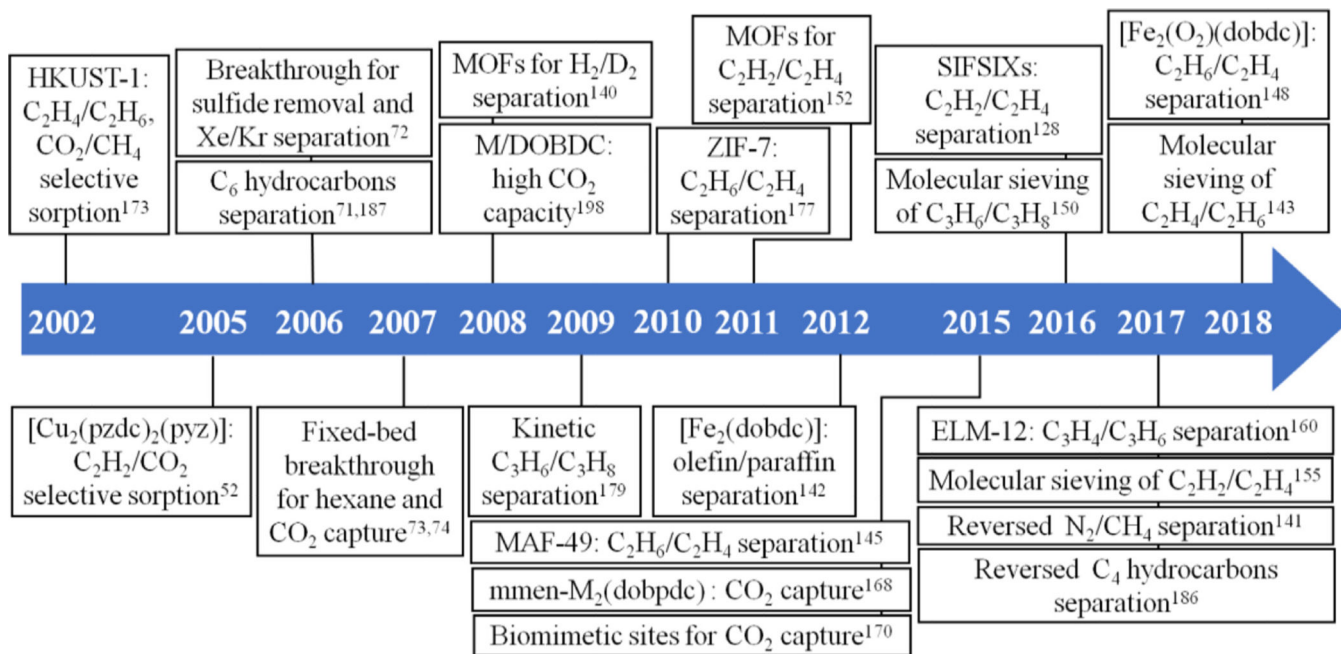 HKUST-1:
C₂H₄/C₂H₆,
CO₂/CH₄
selective
sorption¹⁷³
Breakthrough for
sulfide removal and
Xe/Kr separation⁷²
C₆ hydrocarbons
separation⁷¹,¹⁸⁷
MOFs for H₂/D₂
separation¹⁴⁰
M/DOBDC:
high CO₂
capacity¹⁹⁸
MOFs for
C₂H₂/C₂H₄
separation¹⁵²
ZIF-7:
C₂H₆/C₂H₄
separation¹⁷⁷
SIFSIXs:
C₂H₂/C₂H₄
separation¹²⁸
Molecular sieving
of C₃H₆/C₃H₈¹⁵⁰
[Fe₂(O₂)(dobdc)]:
C₂H₆/C₂H₄
separation¹⁴⁸
Molecular
sieving of
C₂H₄/C₂H₆¹⁴³
2002 2005 2006 2007 2008 2009 2010 2011 2012 2015 2016 2017 2018
[Cu₂(pzdc)₂(pyz)]:
C₂H₂/CO₂
selective sorption⁵²
Fixed-bed
breakthrough
for hexane and
CO₂ capture⁷³,⁷⁴
Kinetic
C₃H₆/C₃H₈
separation¹⁷⁹
[Fe₂(dobdc)]:
olefin/paraffin
separation¹⁴²
MAF-49: C₂H₆/C₂H₄ separation¹⁴⁵
mmen-M₂(dobpdc) : CO₂ capture¹⁶⁸
Biomimetic sites for CO₂ capture¹⁷⁰
ELM-12: C₃H₄/C₃H₆ separation¹⁶⁰
Molecular sieving of C₂H₂/C₂H₄¹⁵⁵
Reversed N₂/CH₄ separation¹⁴¹
Reversed C₄ hydrocarbons
separation¹⁸⁶